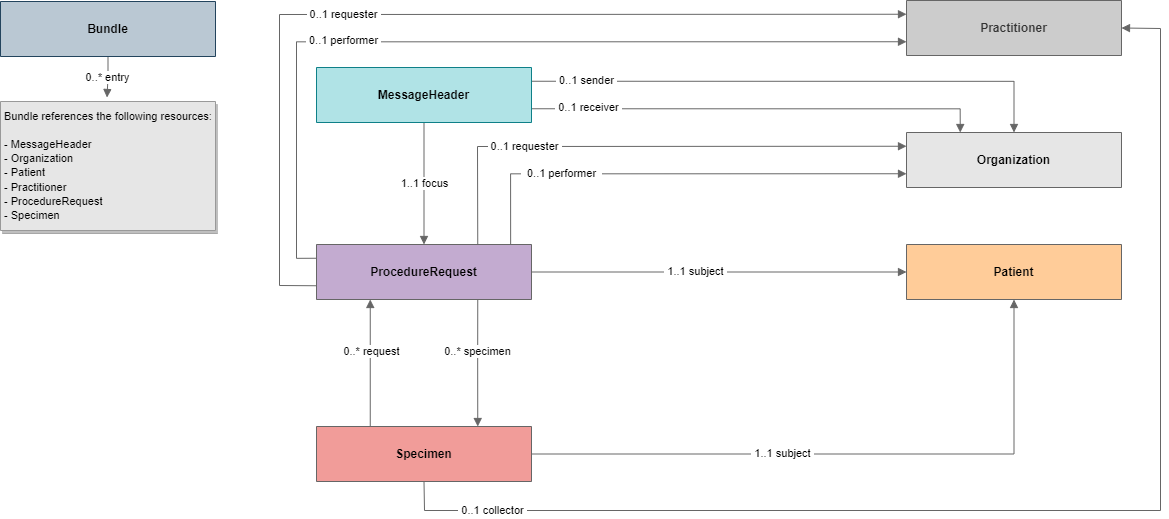 Bundle
0..* entry
Bundle references the following resources:
- MessageHeader
- Organization
- Patient
- Practitioner
- ProcedureRequest
- Specimen
0..1 requester
0..1 performer
Practitioner
MessageHeader
0..1 sender
0..1 receiver
Organization
0..1 requester
0..1 performer
1..1 focus
ProcedureRequest
1..1 subject
Patient
0..* request
0..* specimen
Specimen
1..1 subject
0..1 collector